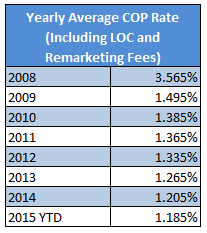 Yearly Average COP Rate
(Including LOC and
Remarketing Fees)
2008 3.565%
2009 1.495%
2010 1.385%
2011 1.365%
2012 1.335%
2013 1.265%
2014 1.205%
2015 YTD 1.185%